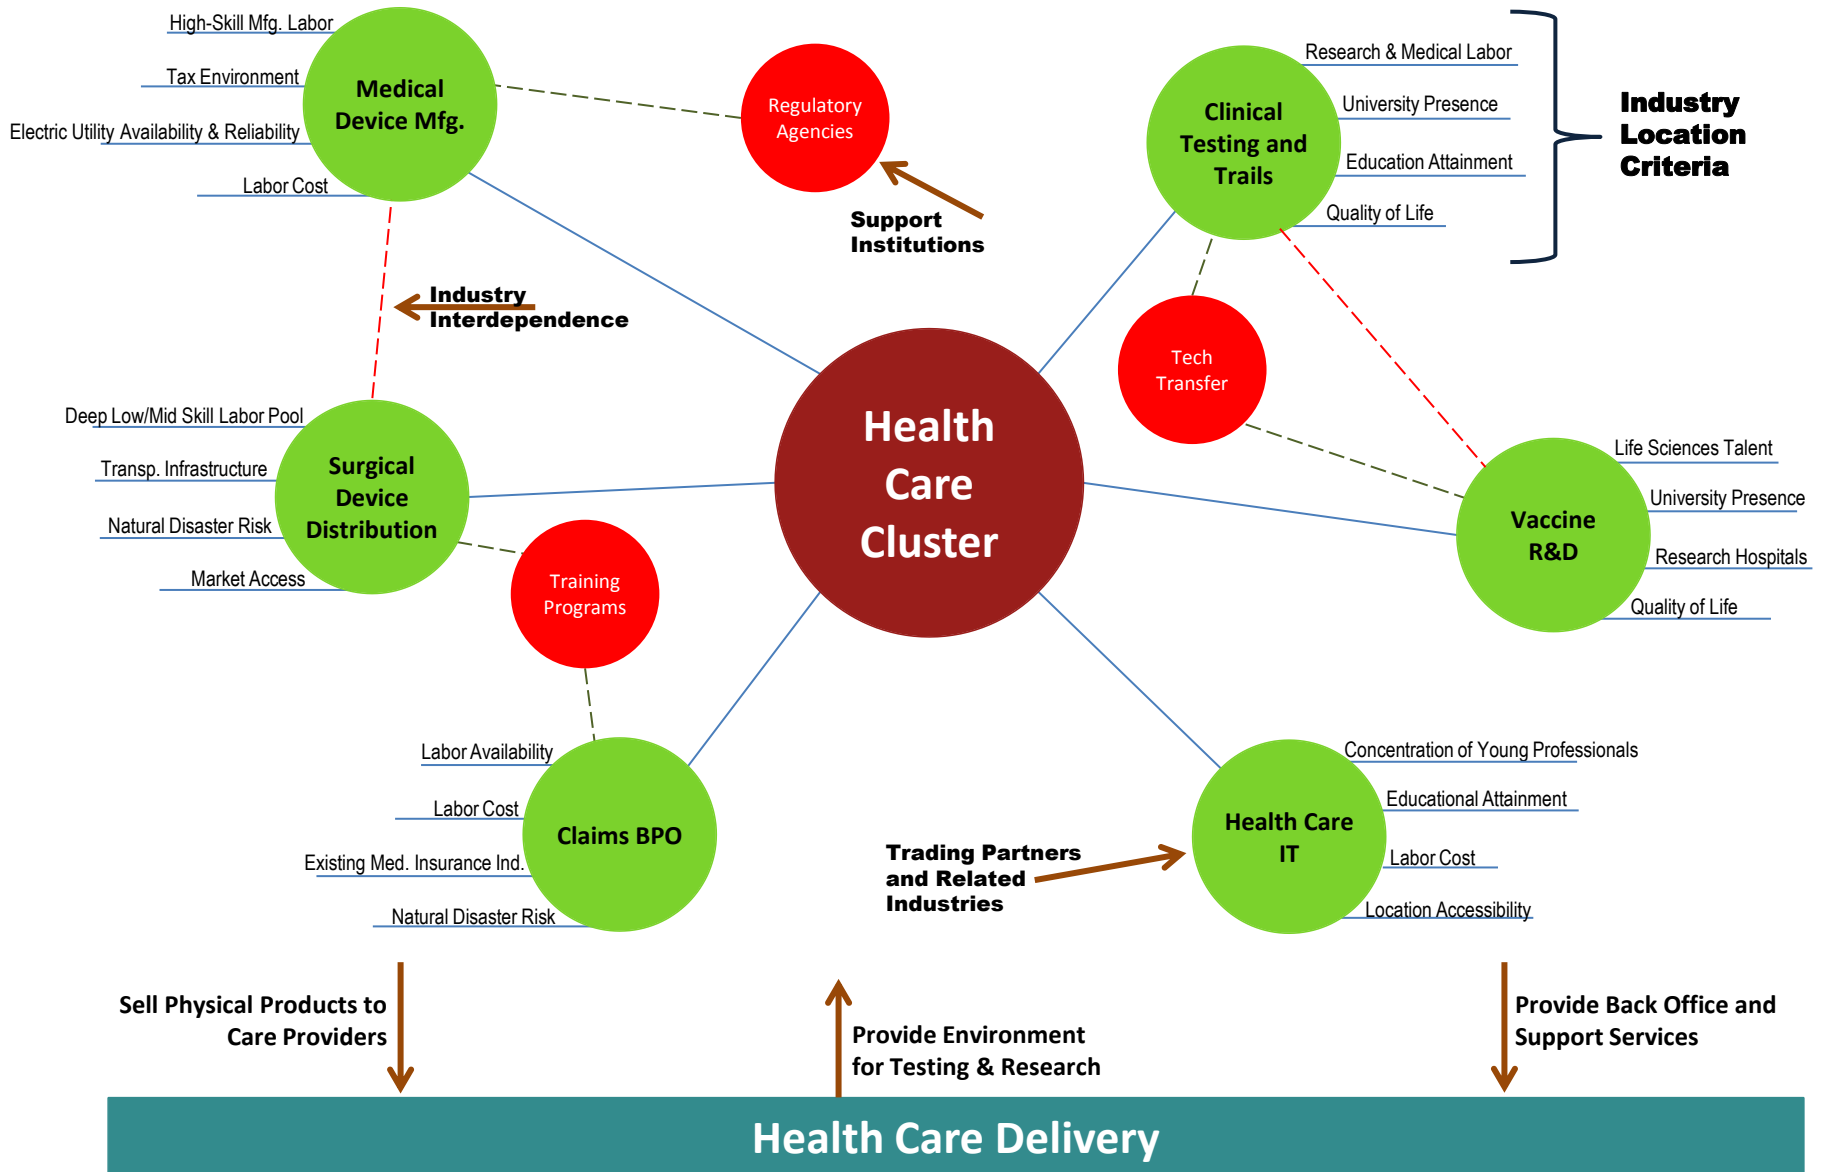 High-Skill Mfg. Labor
Tax Environment
Electric Utility Availability & Reliability
Labor Cost
Medical
Device Mfg.
Regulatory
Agencies
Support
Institutions
Clinical
Testing and
Trails
Research & Medical Labor
University Presence
Education Attainment
Quality of Life
Industry
Location
Criteria
Industry
Interdependence
Tech
Transfer
Health
Care
Cluster
Deep Low/Mid Skill Labor Pool
Transp. Infrastructure
Natural Disaster Risk
Market Access
Surgical
Device
Distribution
Training
Programs
Vaccine
R&D
Life Sciences Talent
University Presence
Research Hospitals
Quality of Life
Labor Availability
Labor Cost
Existing Med. Insurance Ind.
Natural Disaster Risk
Claims BPO
Trading Partners
and Related
Industries
Health Care
IT
Concentration of Young Professionals
Educational Attainment
Labor Cost
Location Accessibility
Sell Physical Products to
Care Providers
Provide Environment
for Testing & Research
Provide Back Office and
Support Services
Health Care Delivery